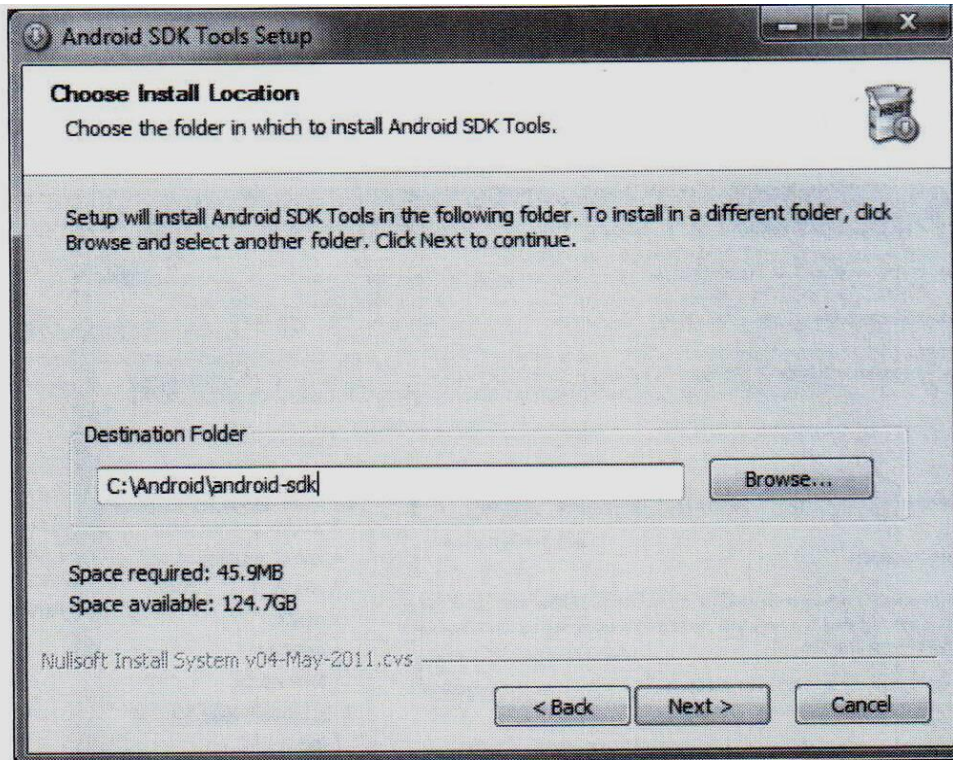 Android SDK Tools Setup
Choose Install Location
Choose the folder in which to install Android SDK Tools.
Setup will install Android SDK Tools in the following folder. To install in a different folder, click
Browse and select another folder. Click Next to continue.
Destination Folder
C:\Android\android-sdk
Browse...
Space required: 45.9MB
Space available: 124.7GB
Nullsoft Install System v04-May-2011.cvs
< Back
Next >
Cancel